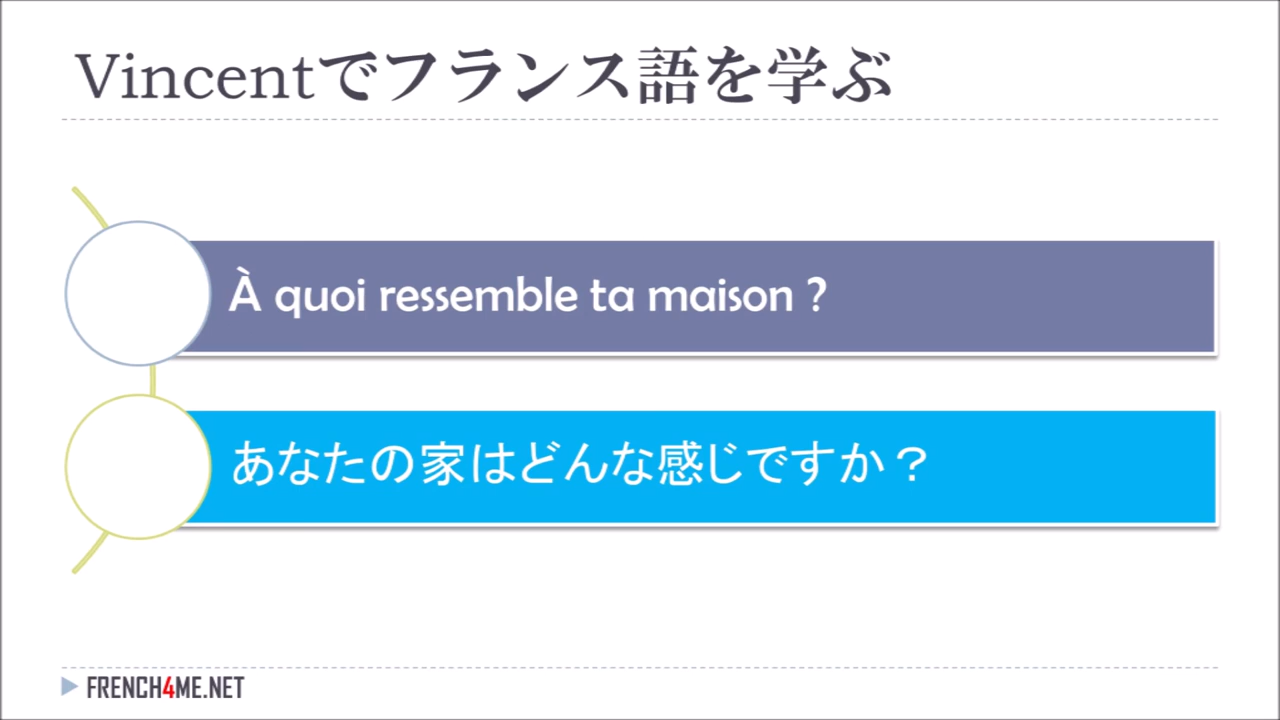 Vincentでフランス語を学ぶ
À quoi ressemble ta maison ?
あなたの家はどんな感じですか？
FRENCH4ME.NET